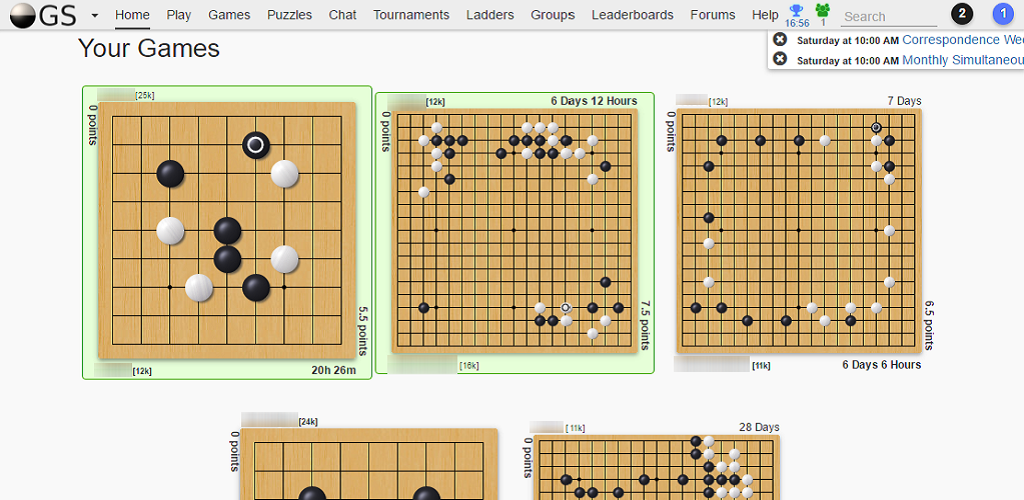 GS Home Play Games Puzzles Chat Tournaments Ladders Groups Leaderboards Forums Help 16:56 1 Search 2 1
Saturday at 10:00 AM Correspondence Wee
Saturday at 10:00 AM Monthly Simultaneou
Your Games
[25k]
0 points
5.5 points
[12k] 20h 26m
[12k] 6 Days 12 Hours
0 points
7.5 points
[16k]
[12k] 7 Days
0 points
6.5 points
[11k] 6 Days 6 Hours
[24k]
0 points
[11k] 28 Days
0 points